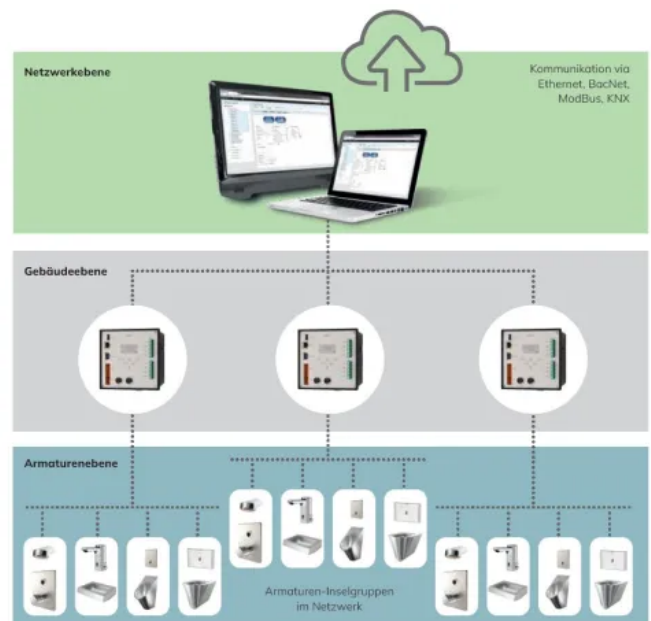 Netzwerkebene
Kommunikation via
Ethernet, BacNet,
ModBus, KNX
Gebäudeebene
Armaturenebene
Armaturen-Inselgruppen
im Netzwerk